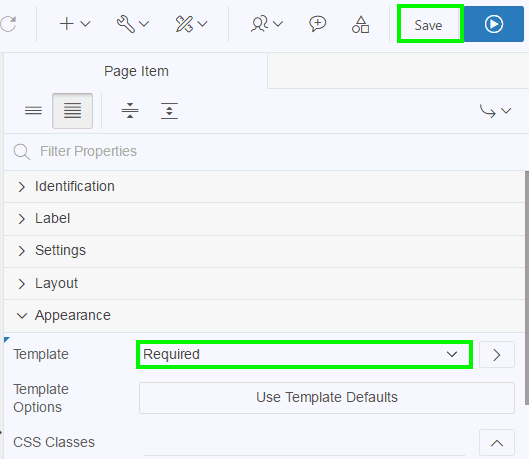 Save
Page Item
Filter Properties
Identification
Label
Settings
Layout
Appearance
Template
Required
Template
Options
Use Template Defaults
CSS Classes